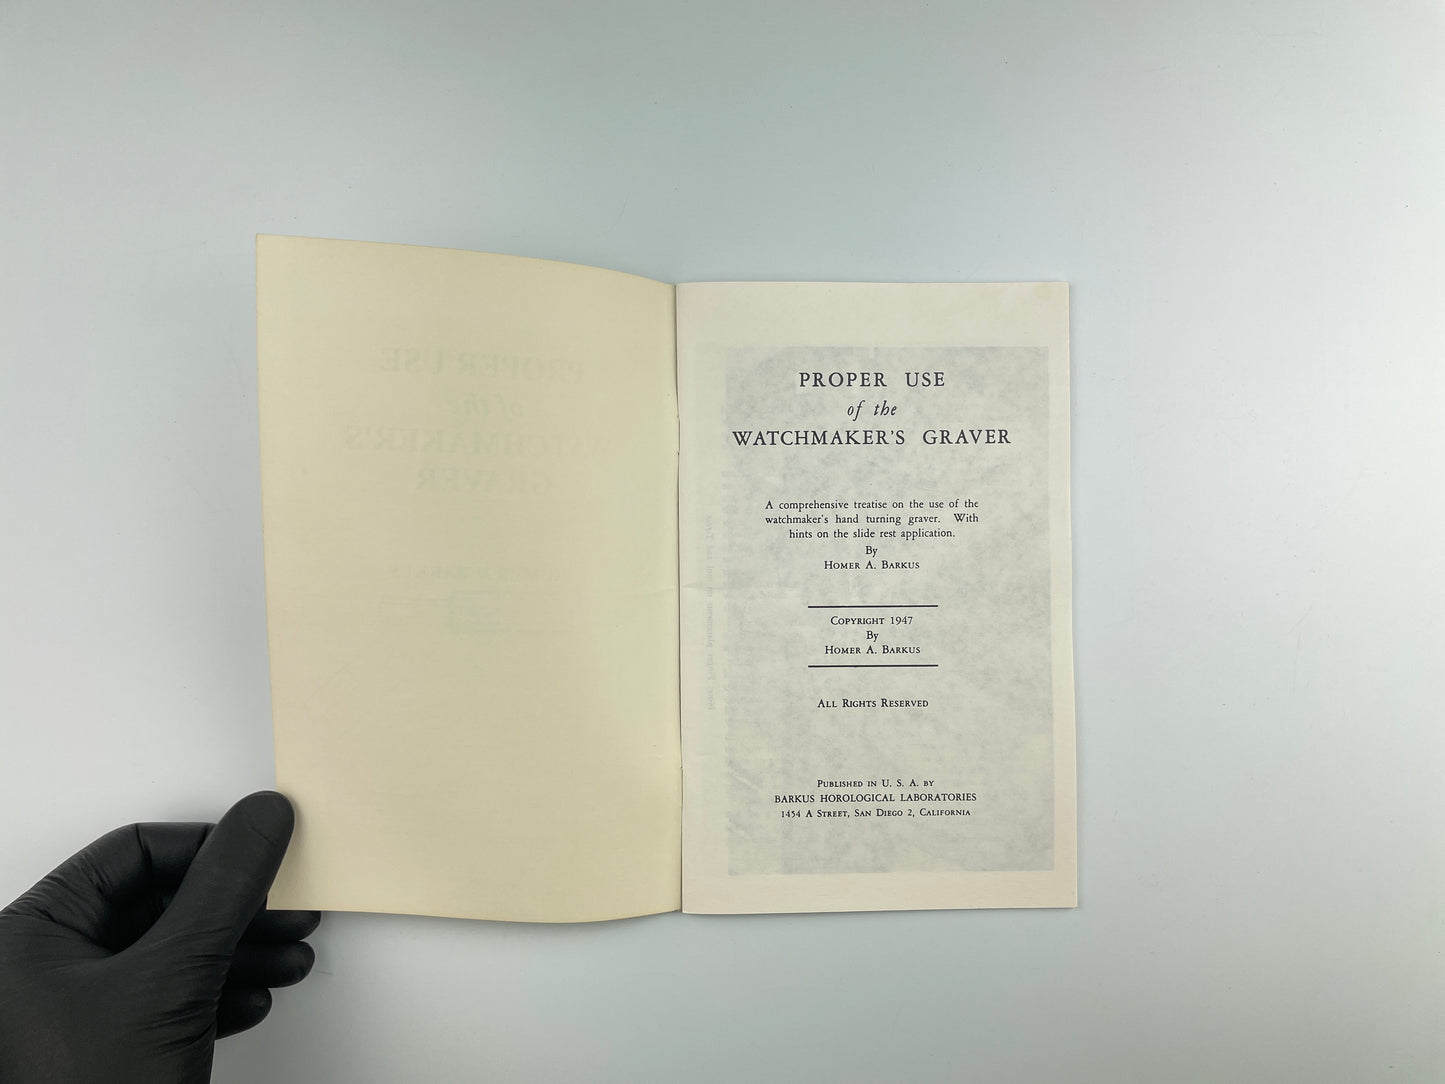 PROPER USE
of the
WATCHMAKER'S GRAVER
A comprehensive treatise on the use of the
watchmaker's hand turning graver. With
hints on the slide rest application.
By
HOMER A. BARKUS
COPYRIGHT 1947
By
HOMER A. BARKUS
ALL RIGHTS RESERVED
PUBLISHED IN U. S. A. BY
BARKUS HOROLOGICAL LABORATORIES
1454 A STREET, SAN DIEGO 2, CALIFORNIA